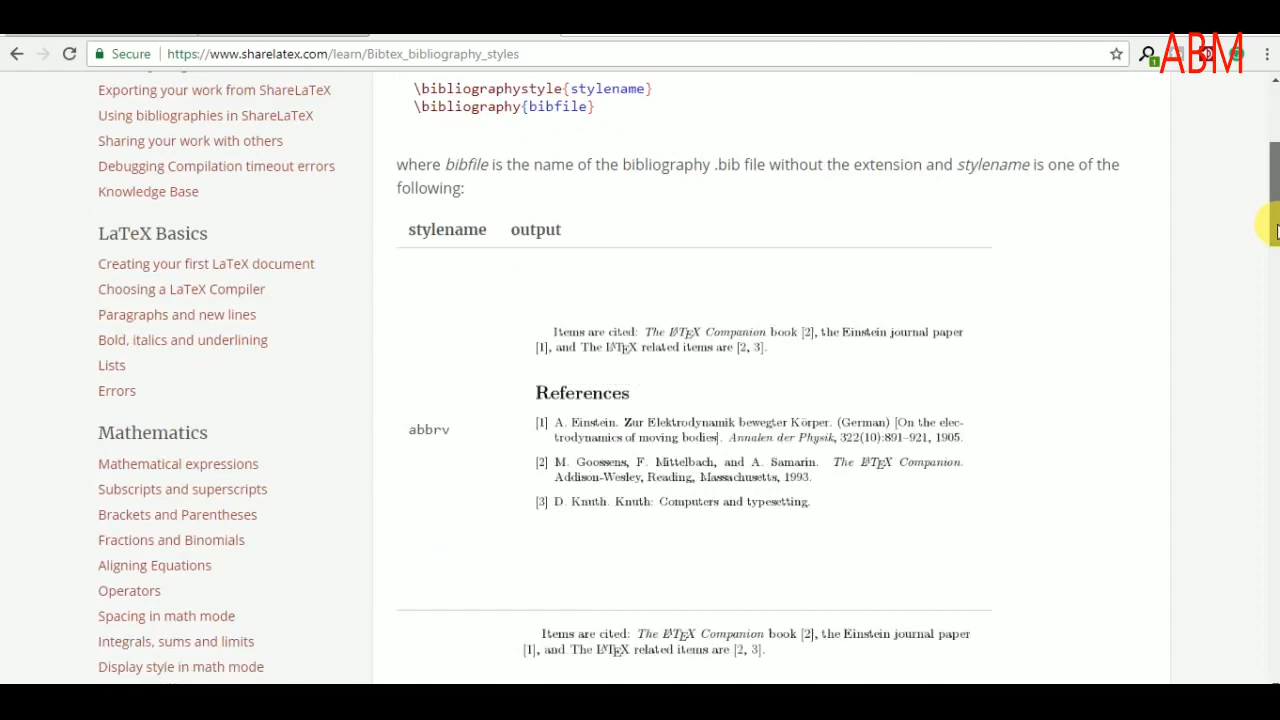 ABM
Secure https://www.sharelatex.com/learn/Bibtex_bibliography_styles
1
Exporting your work from ShareLaTeX
Using bibliographies in ShareLaTeX
Sharing your work with others
Debugging Compilation timeout errors
Knowledge Base
LaTeX Basics
Creating your first LaTeX document
Choosing a LaTeX Compiler
Paragraphs and new lines
Bold, italics and underlining
Lists
Errors
Mathematics
Mathematical expressions
Subscripts and superscripts
Brackets and Parentheses
Fractions and Binomials
Aligning Equations
Operators
Spacing in math mode
Integrals, sums and limits
Display style in math mode
\bibliographystyle{stylename}
\bibliography{bibfile}
where bibfile is the name of the bibliography .bib file without the extension and stylename is one of the
following:
stylename output
Items are cited: The LATEX Companion book [2], the Einstein journal paper
[1], and The LATEX related items are [2, 3].
References
abbrv
[1] A. Einstein. Zur Elektrodynamik bewegter Körper. (German) [On the elec-
trodynamics of moving bodies]. Annalen der Physik, 322(10):891–921, 1905.
[2] M. Goossens, F. Mittelbach, and A. Samarin. The LATEX Companion.
Addison-Wesley, Reading, Massachusetts, 1993.
[3] D. Knuth. Knuth: Computers and typesetting.
Items are cited: The LATEX Companion book [2], the Einstein journal paper
[1], and The LATEX related items are [2, 3].